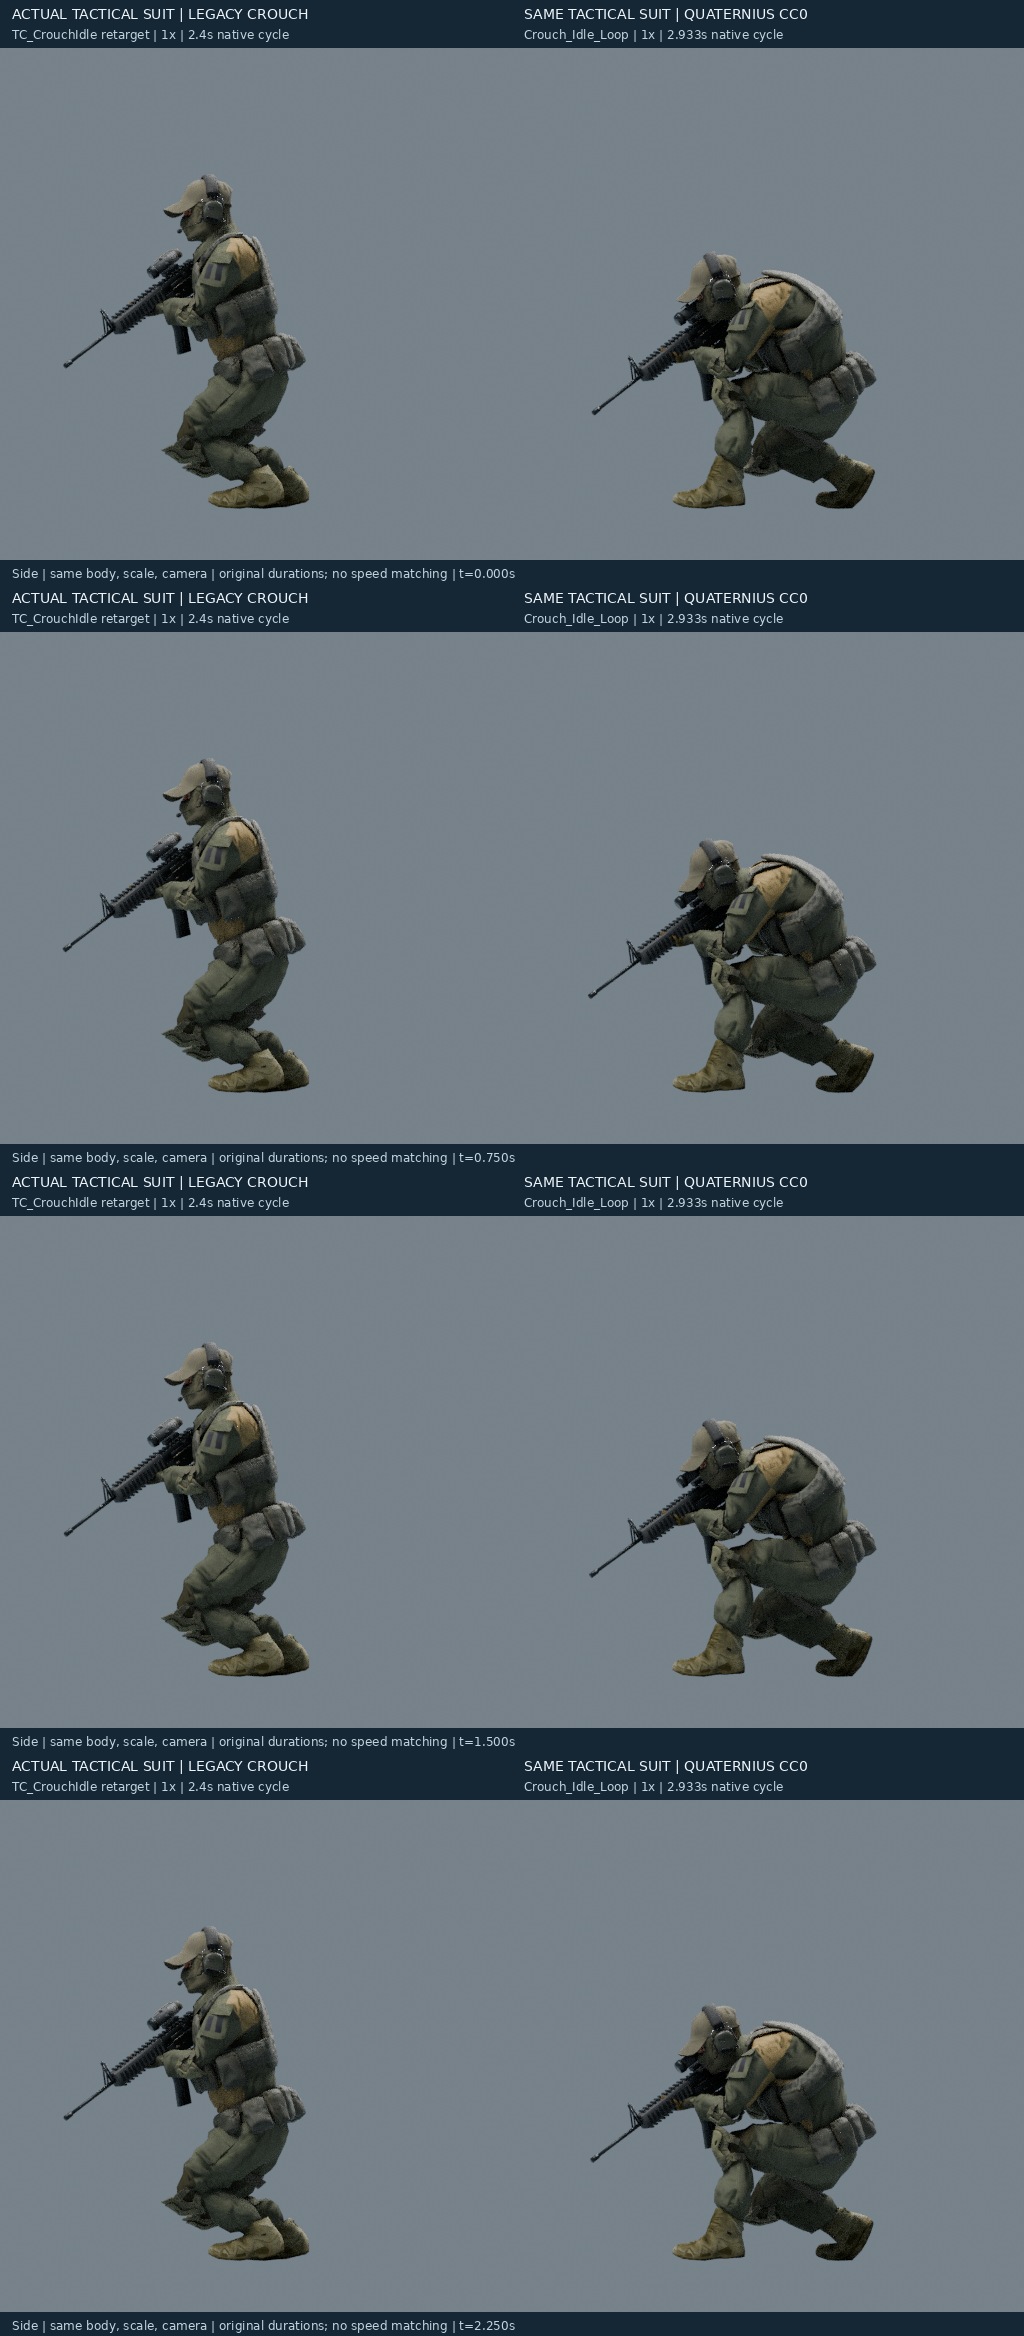 ACTUAL TACTICAL SUIT | LEGACY CROUCH
TC_CrouchIdle retarget | 1x | 2.4s native cycle
SAME TACTICAL SUIT | QUATERNIUS CC0
Crouch_Idle_Loop | 1x | 2.933s native cycle
Side | same body, scale, camera | original durations; no speed matching | t=0.000s
ACTUAL TACTICAL SUIT | LEGACY CROUCH
TC_CrouchIdle retarget | 1x | 2.4s native cycle
SAME TACTICAL SUIT | QUATERNIUS CC0
Crouch_Idle_Loop | 1x | 2.933s native cycle
Side | same body, scale, camera | original durations; no speed matching | t=0.750s
ACTUAL TACTICAL SUIT | LEGACY CROUCH
TC_CrouchIdle retarget | 1x | 2.4s native cycle
SAME TACTICAL SUIT | QUATERNIUS CC0
Crouch_Idle_Loop | 1x | 2.933s native cycle
Side | same body, scale, camera | original durations; no speed matching | t=1.500s
ACTUAL TACTICAL SUIT | LEGACY CROUCH
TC_CrouchIdle retarget | 1x | 2.4s native cycle
SAME TACTICAL SUIT | QUATERNIUS CC0
Crouch_Idle_Loop | 1x | 2.933s native cycle
Side | same body, scale, camera | original durations; no speed matching | t=2.250s